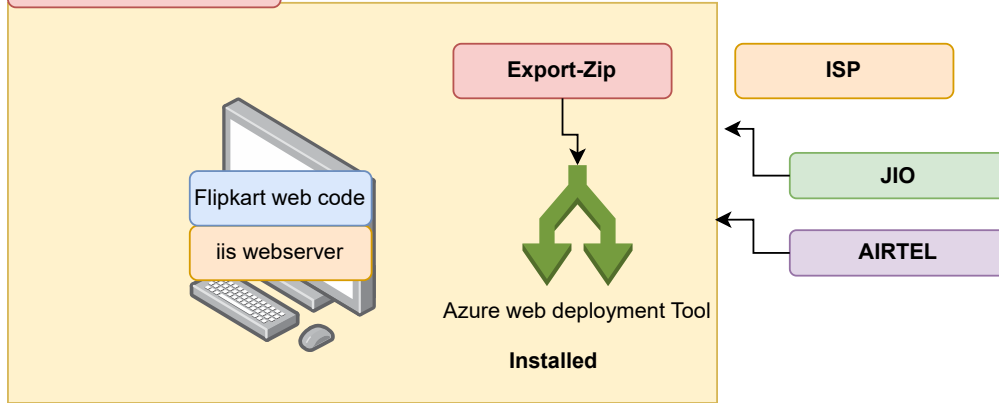 Export-Zip
ISP
JIO
Flipkart web code
iis webserver
AIRTEL
Azure web deployment Tool
Installed